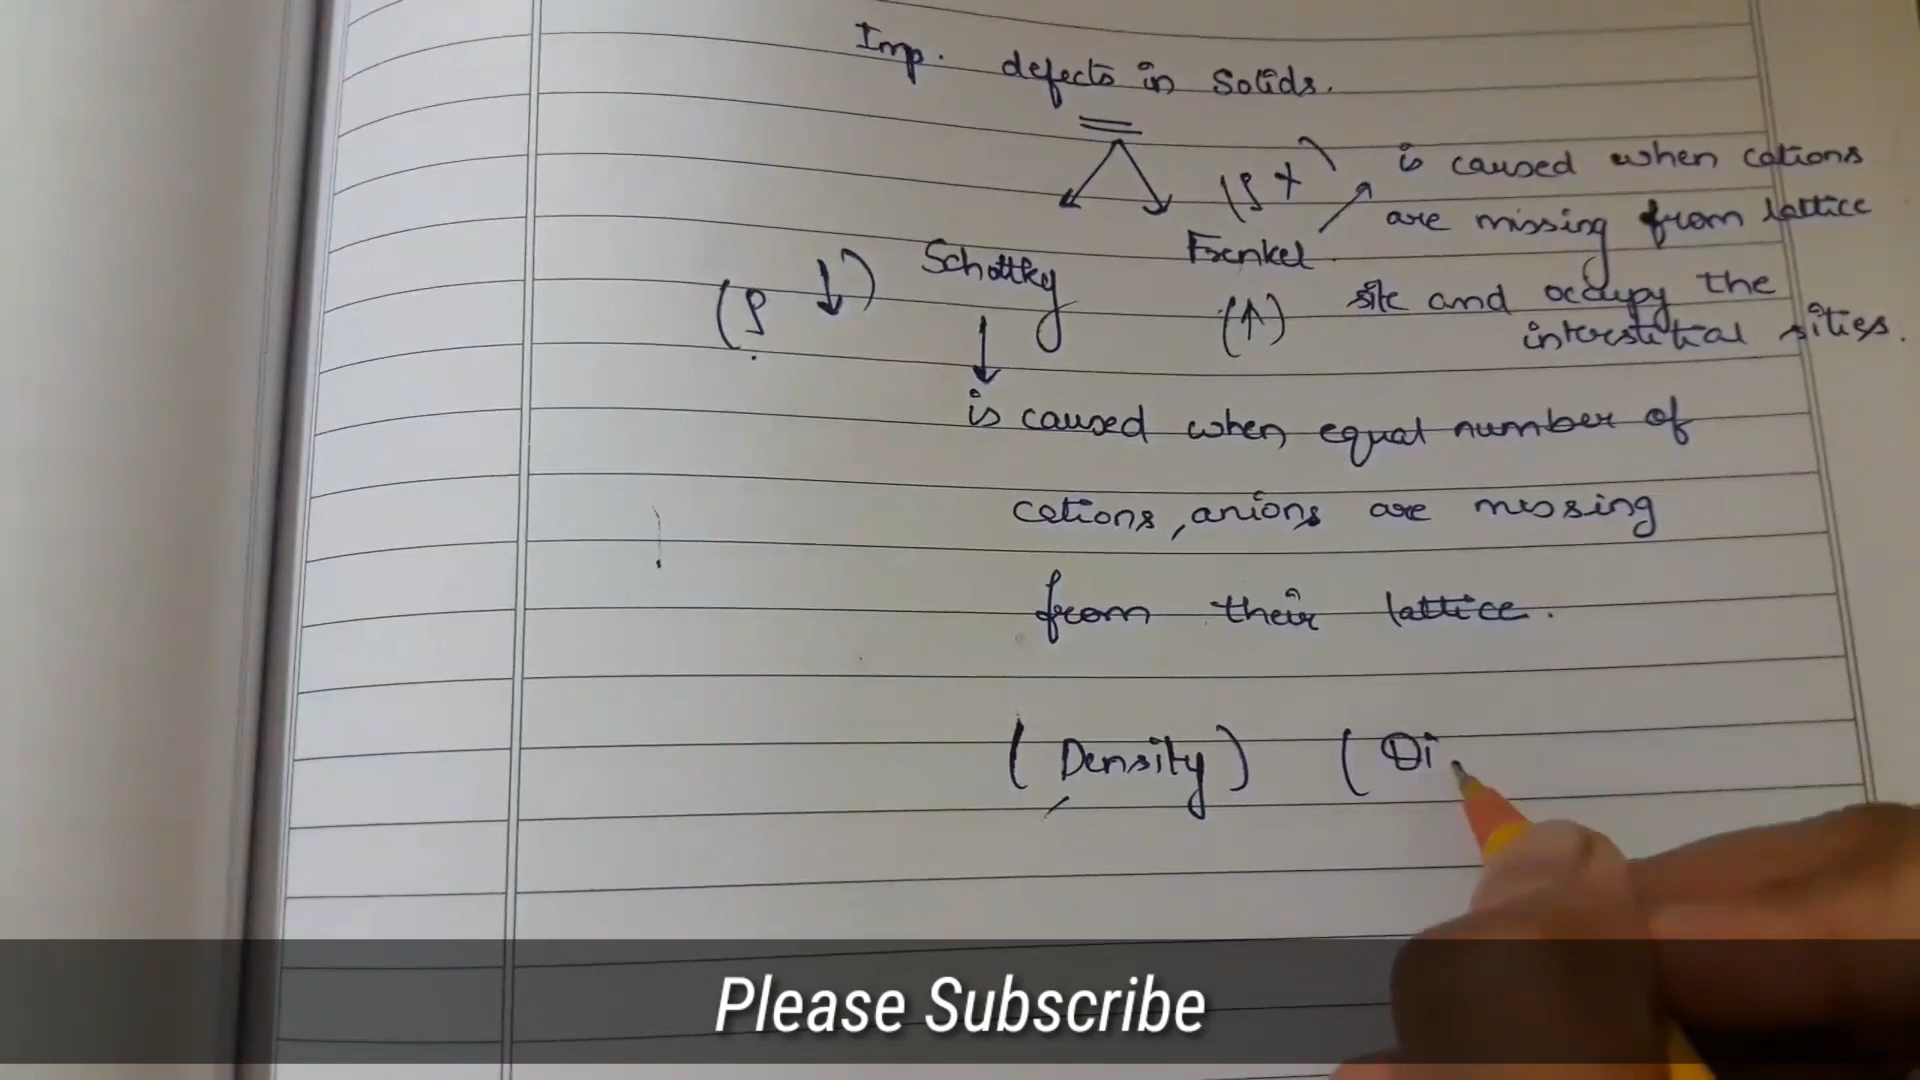 Imp. defects in Solids.
(ρ ×)
is caused when cations
are missing from lattice
Schottky
Frenkel
(ρ ↓)
(↑)
site and occupy the
interstitial sities.
is caused when equal number of
cations, anions are missing
from their lattice.
(Density) (Di
Please Subscribe